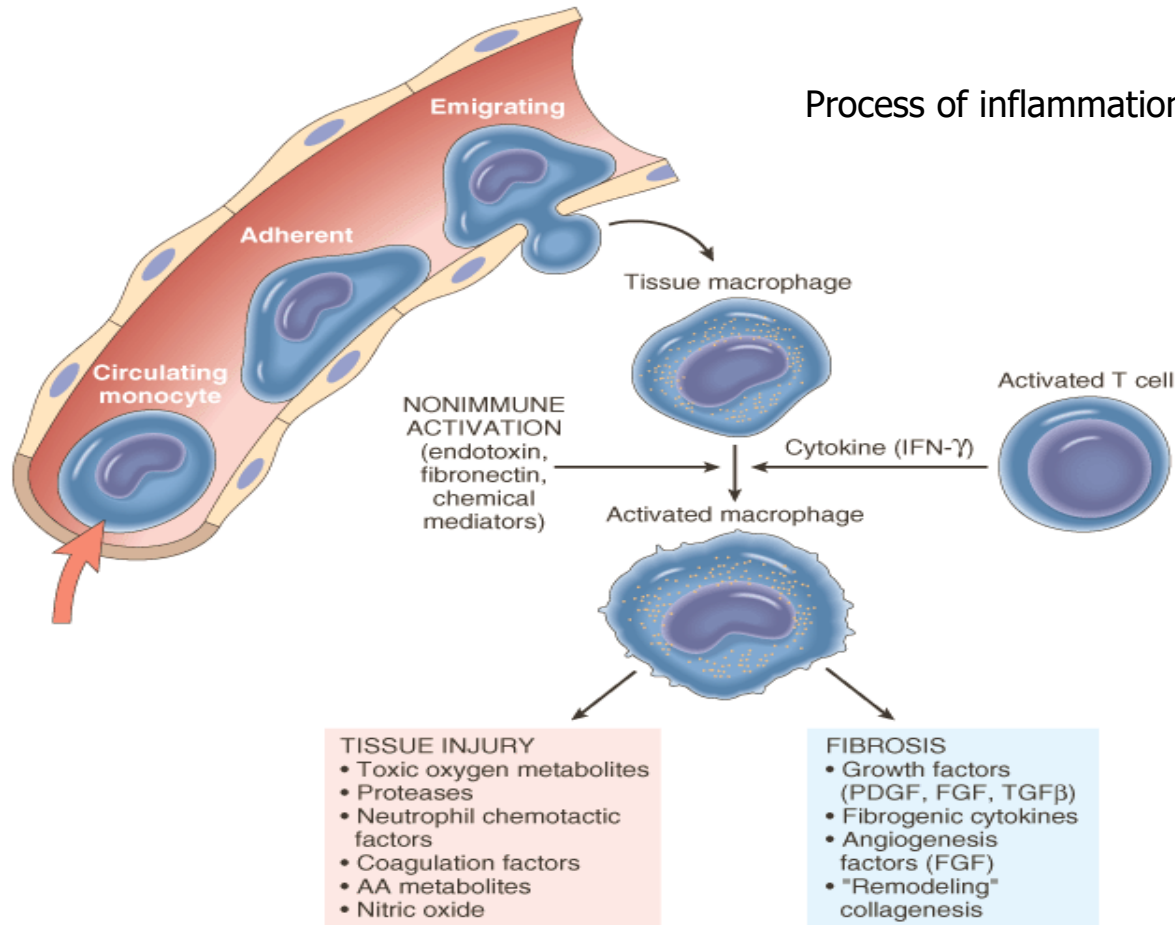 Process of inflammation
Emigrating
Adherent
Circulating
monocyte
Tissue macrophage
Activated T cell
NONIMMUNE
ACTIVATION
(endotoxin,
fibronectin,
chemical
mediators)
Cytokine (IFN-γ)
Activated macrophage
TISSUE INJURY
• Toxic oxygen metabolites
• Proteases
• Neutrophil chemotactic
factors
• Coagulation factors
• AA metabolites
• Nitric oxide
FIBROSIS
• Growth factors
(PDGF, FGF, TGFβ)
• Fibrogenic cytokines
• Angiogenesis
factors (FGF)
• "Remodeling"
collagenesis